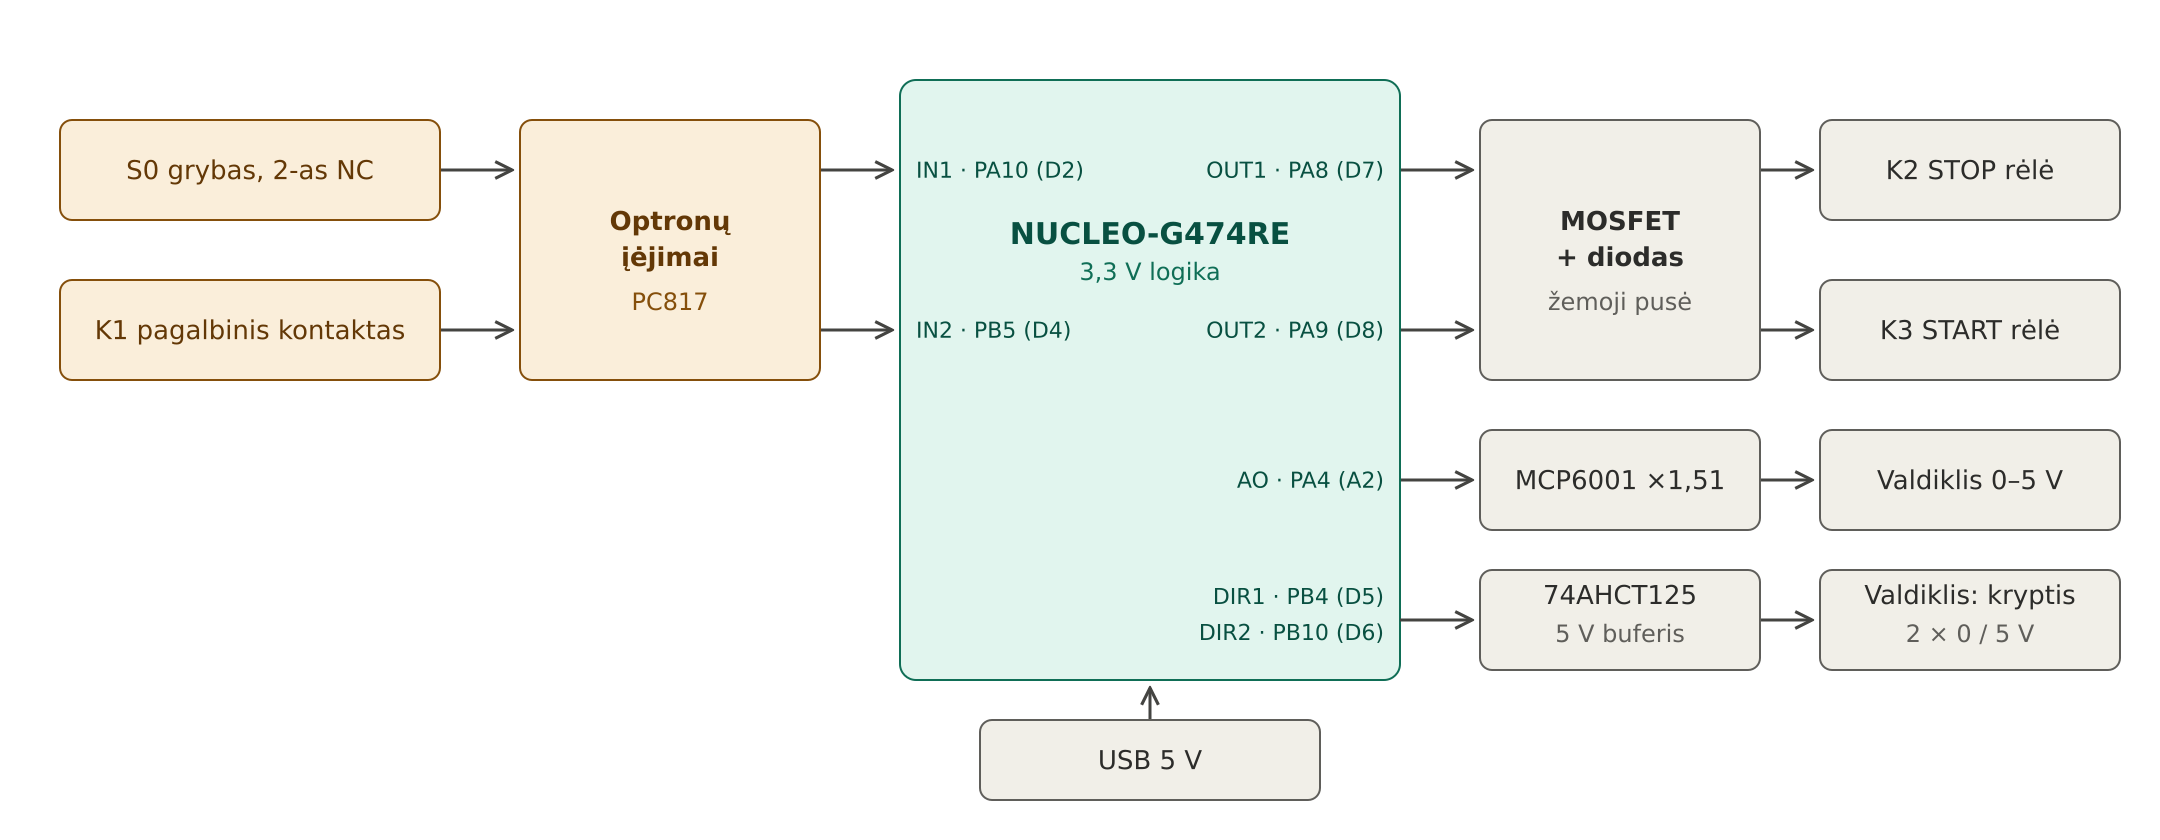 S0 grybas, 2-as NC
K1 pagalbinis kontaktas
Optronų
įėjimai
PC817
IN1 · PA10 (D2)
OUT1 · PA8 (D7)
NUCLEO-G474RE
3,3 V logika
IN2 · PB5 (D4)
OUT2 · PA9 (D8)
AO · PA4 (A2)
DIR1 · PB4 (D5)
DIR2 · PB10 (D6)
USB 5 V
MOSFET
+ diodas
žemoji pusė
K2 STOP rėlė
K3 START rėlė
MCP6001 ×1,51
Valdiklis 0–5 V
74AHCT125
5 V buferis
Valdiklis: kryptis
2 × 0 / 5 V